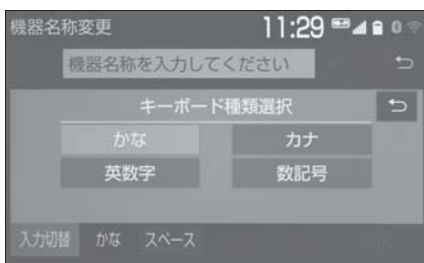 機器名称変更 11:29
機器名称を入力してください
キーボード種類選択
かな カナ
英数字 数記号
入力切替 かな スペース